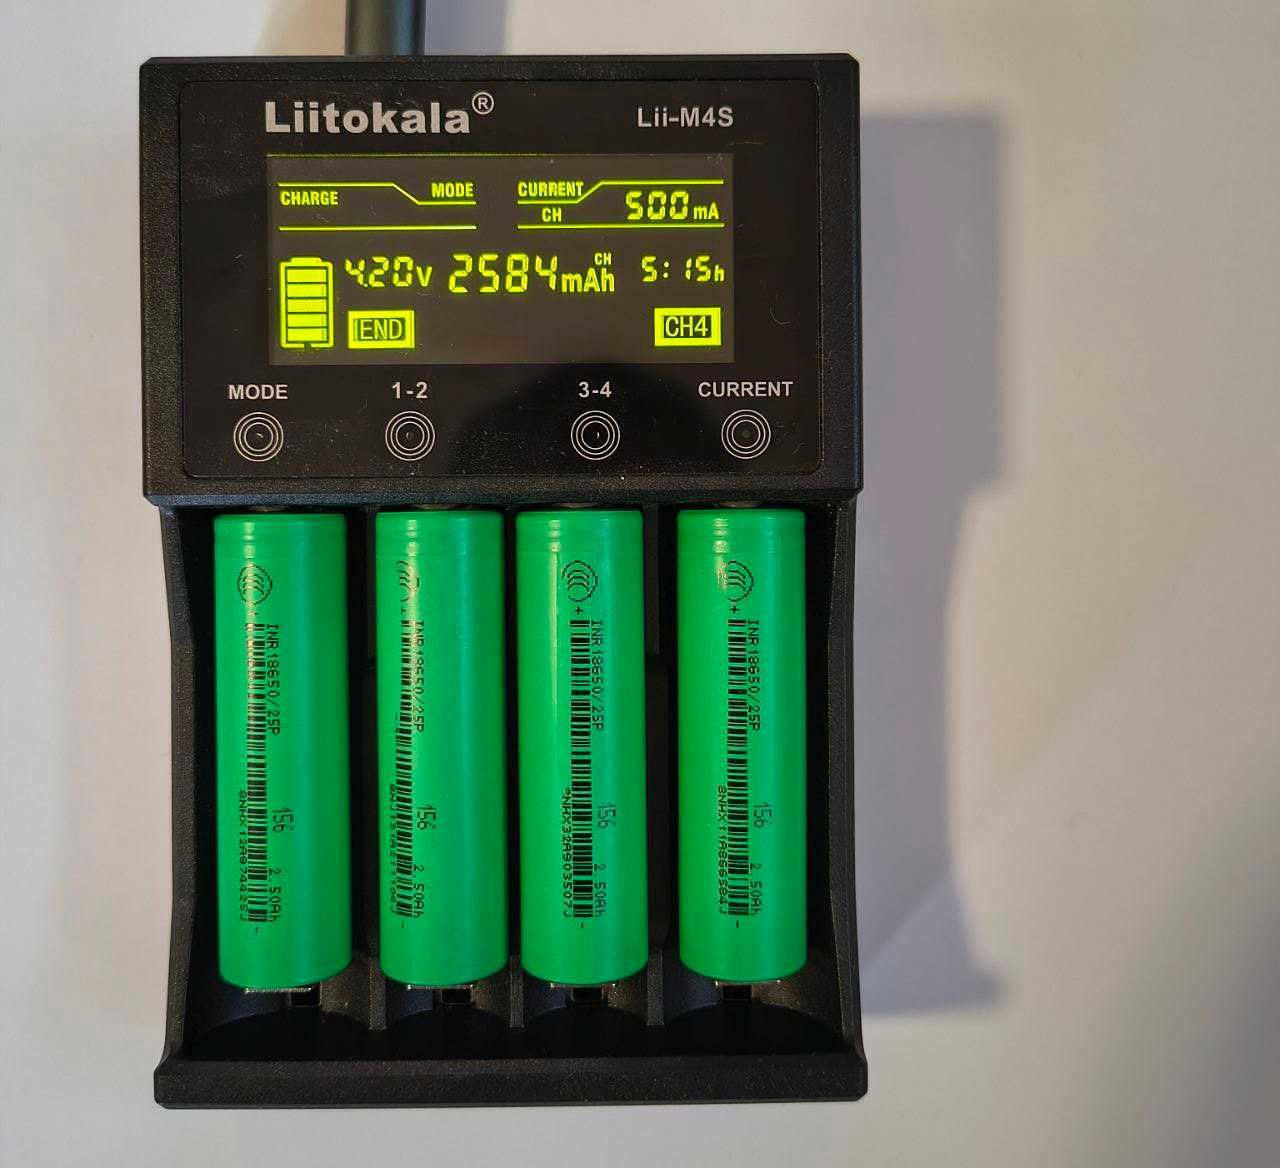 Liitokala®
Lii-M4S
CHARGE MODE
CURRENT 500mA
CH
4.20V 2584mAh CH 5:15h
END CH4
MODE 1-2 3-4 CURRENT
+ INR18650/25P
156 2.50Ah
-
+ INR18650/25P
156 2.50Ah
-
+ INR18650/25P
156 2.50Ah
-
+ INR18650/25P
156 2.50Ah
8NHX11A866584J
-